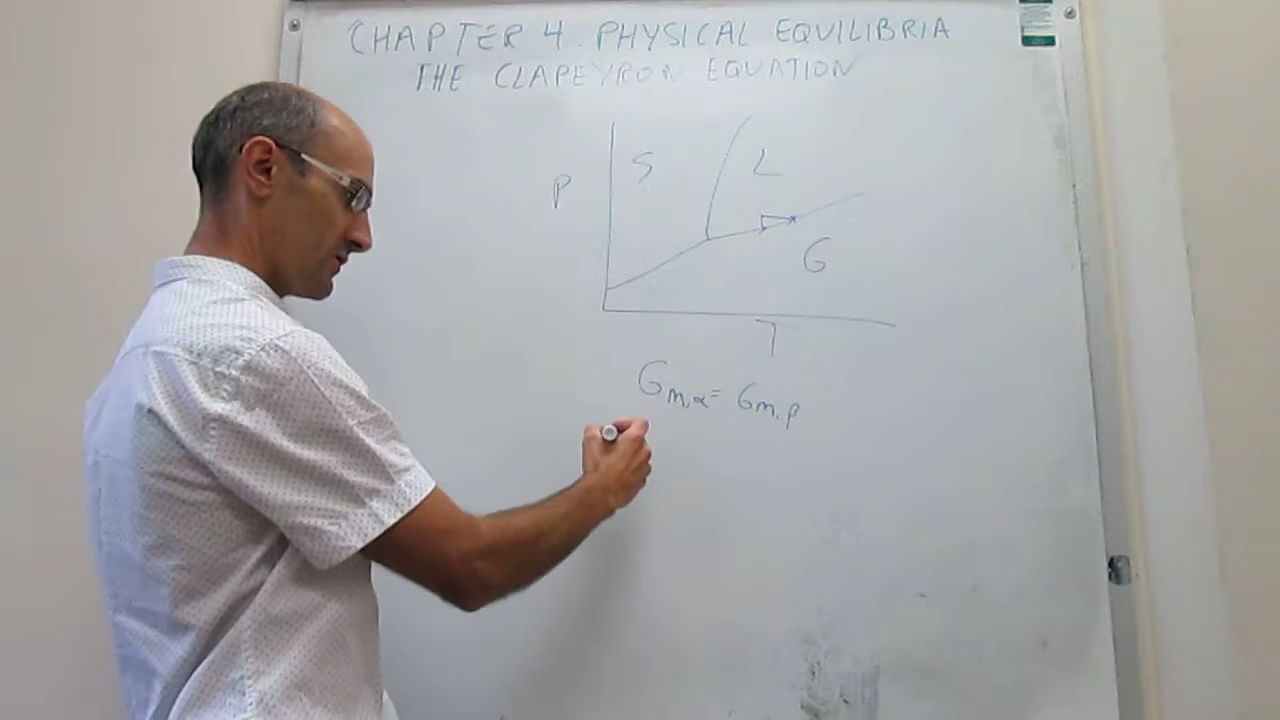 CHAPTER 4. PHYSICAL EQUILIBRIA
THE CLAPEYRON EQUATION
S L
P
G
T
Gm,α = Gm,β